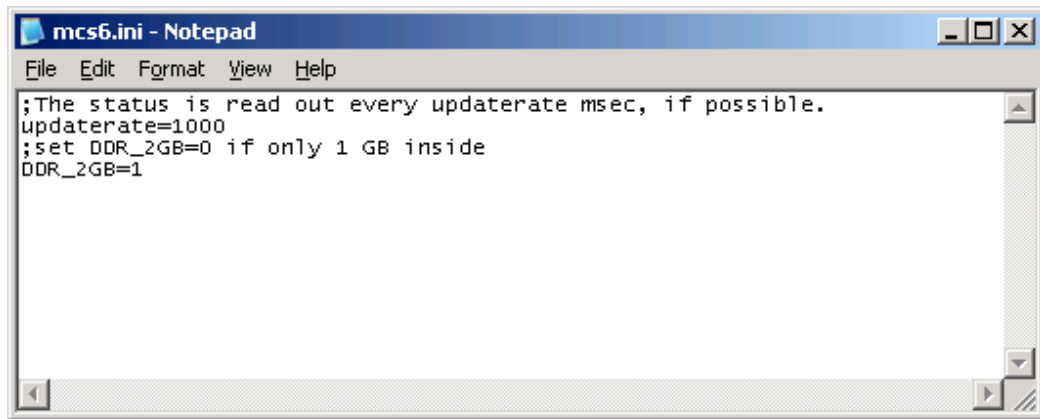 mcs6.ini - Notepad
File Edit Format View Help
;The status is read out every updaterate msec, if possible.
updaterate=1000
;set DDR_2GB=0 if only 1 GB inside
DDR_2GB=1